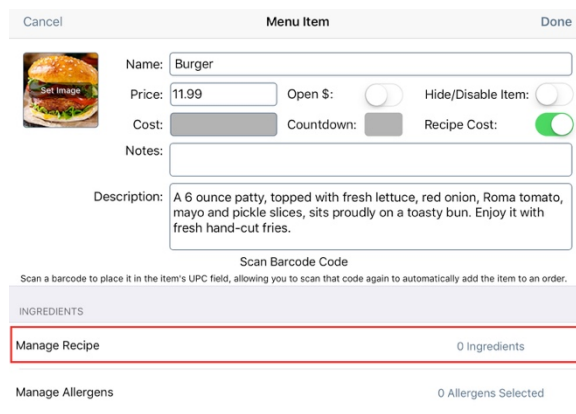 Cancel Menu Item Done
Set Image
Name: Burger
Price: 11.99 Open $: Hide/Disable Item:
Cost: Countdown: Recipe Cost:
Notes:
Description: A 6 ounce patty, topped with fresh lettuce, red onion, Roma tomato,
mayo and pickle slices, sits proudly on a toasty bun. Enjoy it with
fresh hand-cut fries.
Scan Barcode Code
Scan a barcode to place it in the item's UPC field, allowing you to scan that code again to automatically add the item to an order.
INGREDIENTS
Manage Recipe 0 Ingredients
Manage Allergens 0 Allergens Selected